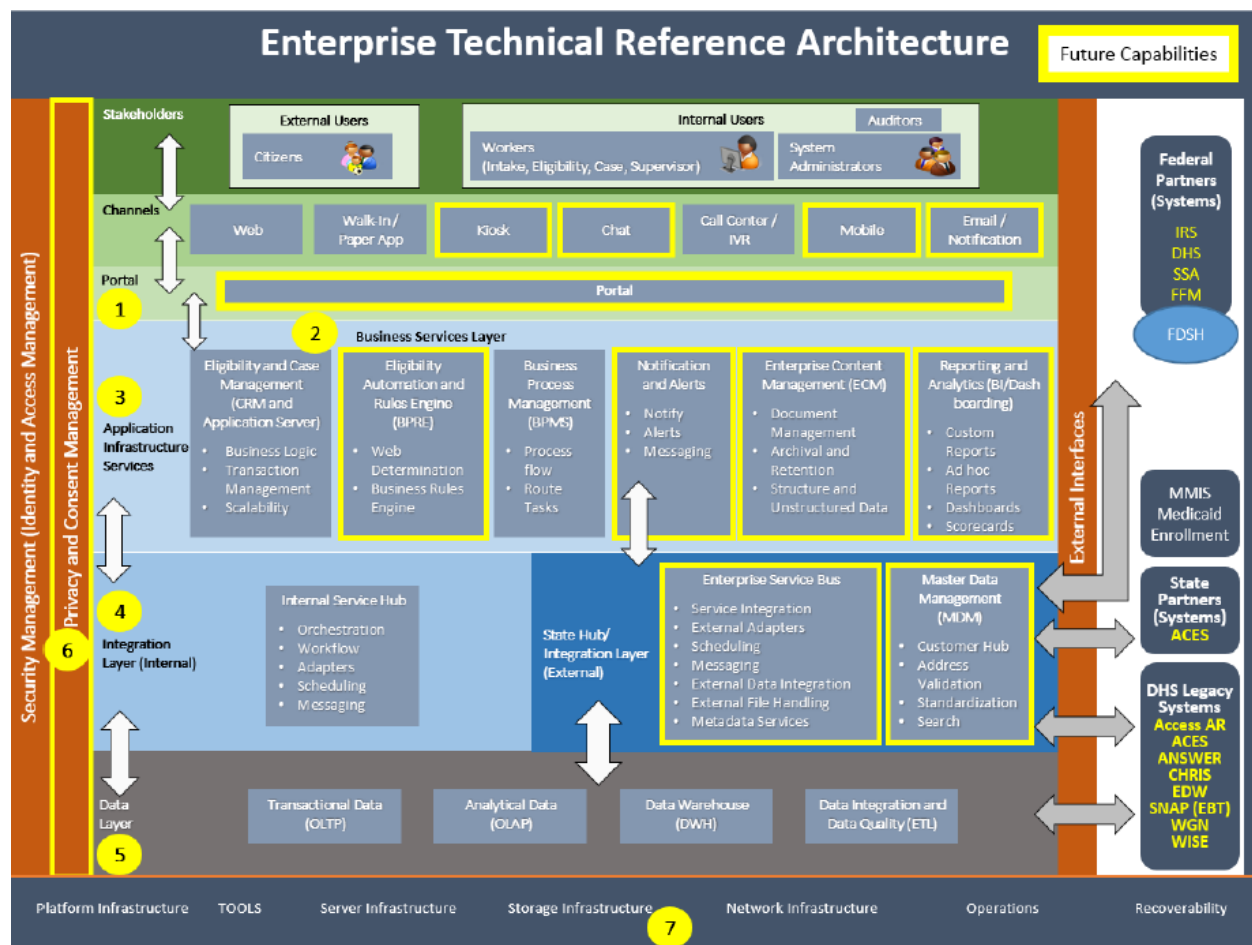 Enterprise Technical Reference Architecture
Future Capabilities
Security Management (Identity and Access Management)
Privacy and Consent Management
6
Stakeholders
External Users
Citizens
Internal Users
Auditors
Workers
(Intake, Eligibility, Case, Supervisor)
System
Administrators
Channels
Web
Walk-In /
Paper App
Kiosk
Chat
Call Center /
IVR
Mobile
Email /
Notification
Portal
1
Portal
2
Business Services Layer
3
Application
Infrastructure
Services
Eligibility and Case
Management
(CRM and
Application Server)
• Business Logic
• Transaction
Management
• Scalability
Eligibility
Automation and
Rules Engine
(BPRE)
• Web
Determination
• Business Rules
Engine
Business
Process
Management
(BPMS)
• Process
flow
• Route
Tasks
Notification
and Alerts
• Notify
• Alerts
• Messaging
Enterprise Content
Management (ECM)
• Document
Management
• Archival and
Retention
• Structure and
Unstructured Data
Reporting and
Analytics (BI/Dash
boarding)
• Custom
Reports
• Ad hoc
Reports
• Dashboards
• Scorecards
4
Integration
Layer (Internal)
Internal Service Hub
• Orchestration
• Workflow
• Adapters
• Scheduling
• Messaging
State Hub/
Integration Layer
(External)
Enterprise Service Bus
• Service Integration
• External Adapters
• Scheduling
• Messaging
• External Data Integration
• External File Handling
• Metadata Services
Master Data
Management
(MDM)
• Customer Hub
• Address
Validation
• Standardization
• Search
Data
Layer
5
Transactional Data
(OLTP)
Analytical Data
(OLAP)
Data Warehouse
(DWH)
Data Integration and
Data Quality (ETL)
External Interfaces
Federal
Partners
(Systems)
IRS
DHS
SSA
FFM
FDSH
MMIS
Medicaid
Enrollment
State
Partners
(Systems)
ACES
DHS Legacy
Systems
Access AR
ACES
ANSWER
CHRIS
EDW
SNAP (EBT)
WGN
WISE
Platform Infrastructure
TOOLS
Server Infrastructure
Storage Infrastructure
7
Network Infrastructure
Operations
Recoverability